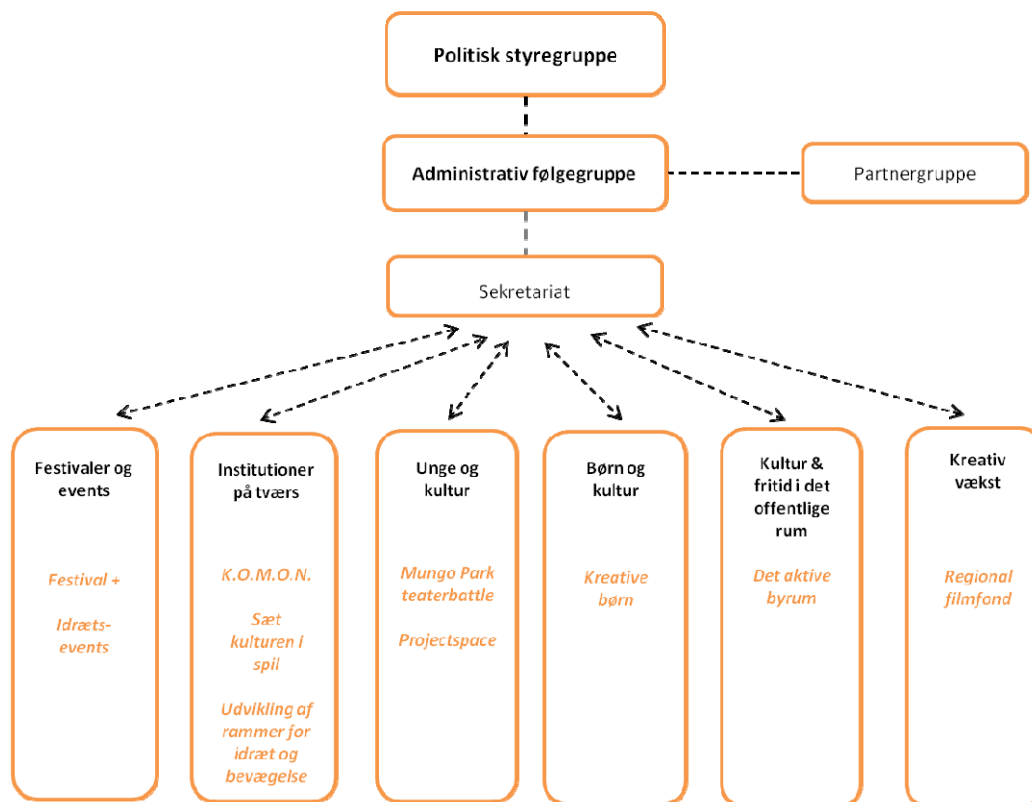 Politisk styregruppe
Administrativ følgegruppe
Partnergruppe
Sekretariat
Festivaler og
events
Festival +
Idræts-
events
Institutioner
på tværs
K.O.M.O.N.
Sæt
kulturen i
spil
Udvikling af
rammer for
idræt og
bevægelse
Unge og
kultur
Mungo Park
teaterbattle
Projectspace
Børn og
kultur
Kreative
børn
Kultur &
fritid i det
offentlige
rum
Det aktive
byrum
Kreativ
vækst
Regional
filmfond